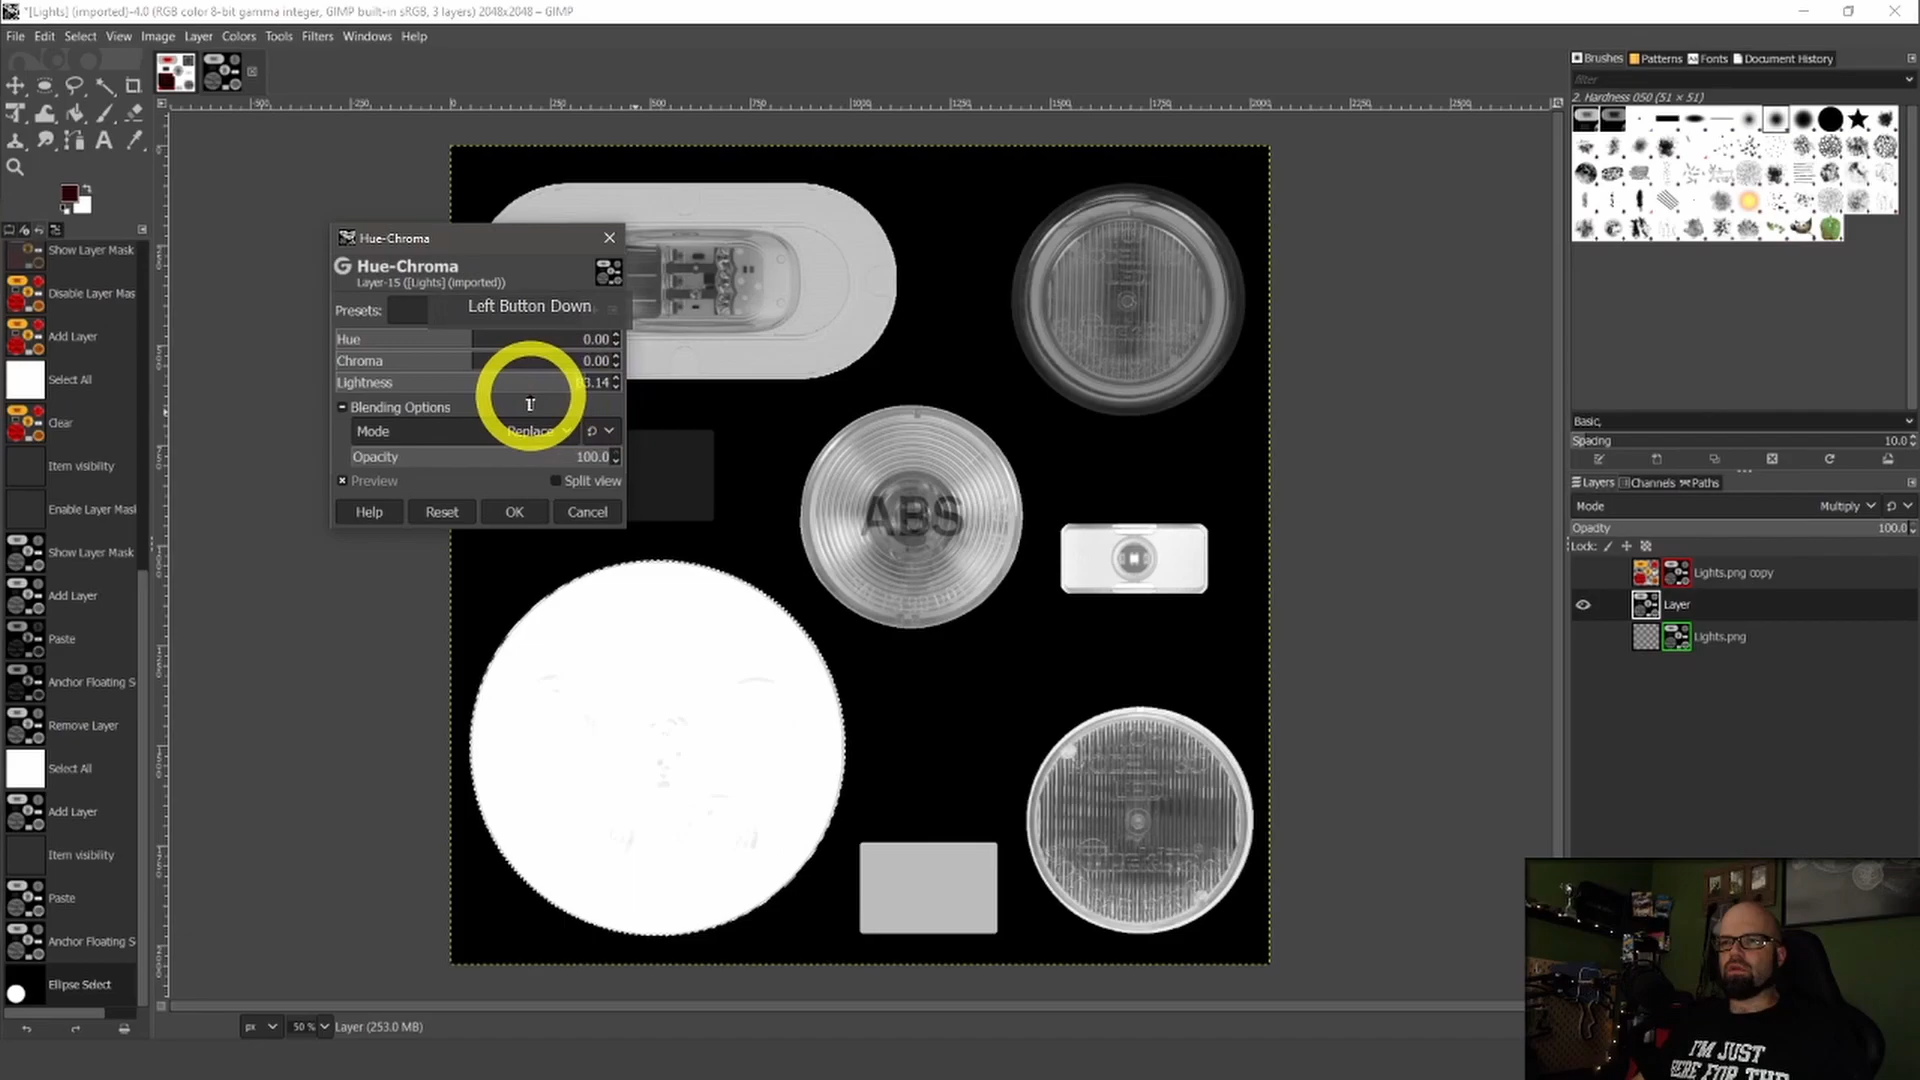 *[Lights] (imported)-4.0 (RGB color 8-bit gamma integer, GIMP built-in sRGB, 3 layers) 2048x2048 – GIMP
File Edit Select View Image Layer Colors Tools Filters Windows Help
Brushes Patterns Fonts Document History
filter
2. Hardness 050 (51 × 51)
Show Layer Mask
Disable Layer Mas
Add Layer
Select All
Clear
Item visibility
Enable Layer Mask
Show Layer Mask
Add Layer
Paste
Anchor Floating S
Remove Layer
Select All
Add Layer
Item visibility
Paste
Anchor Floating S
Ellipse Select
Hue-Chroma
Hue-Chroma
Layer-15 ([Lights] (imported))
Presets:
Left Button Down
Hue 0.00
Chroma 0.00
Lightness
Blending Options
Mode Replace
Opacity 100.0
Preview Split view
Help Reset OK Cancel
ABS
Basic,
Spacing 10.0
Layers Channels Paths
Mode Multiply
Opacity 100.0
Lock:
Lights.png copy
Layer
Lights.png
px 50 % Layer (253.0 MB)
I'M JUST
HERE FOR THE